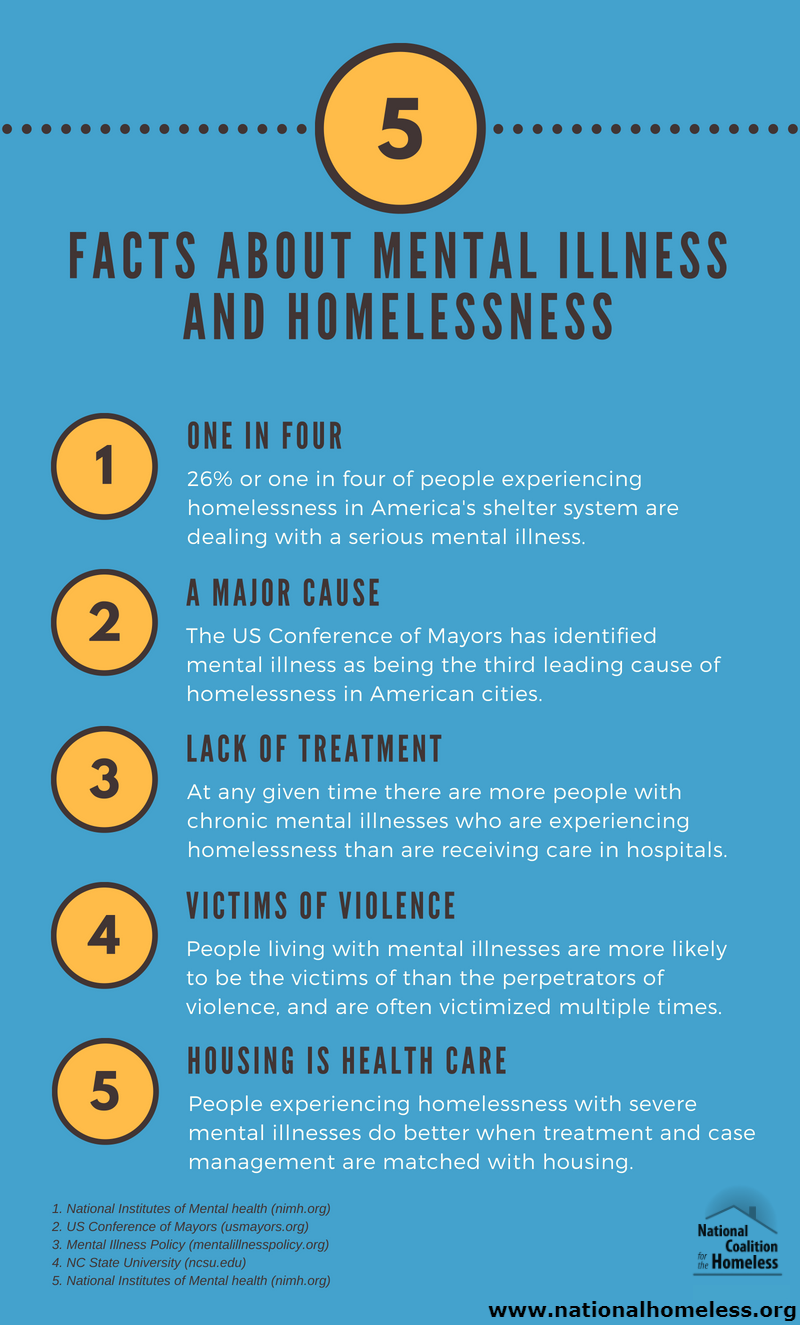 5
FACTS ABOUT MENTAL ILLNESS
AND HOMELESSNESS
1
ONE IN FOUR
26% or one in four of people experiencing
homelessness in America's shelter system are
dealing with a serious mental illness.
2
A MAJOR CAUSE
The US Conference of Mayors has identified
mental illness as being the third leading cause of
homelessness in American cities.
3
LACK OF TREATMENT
At any given time there are more people with
chronic mental illnesses who are experiencing
homelessness than are receiving care in hospitals.
4
VICTIMS OF VIOLENCE
People living with mental illnesses are more likely
to be the victims of than the perpetrators of
violence, and are often victimized multiple times.
5
HOUSING IS HEALTH CARE
People experiencing homelessness with severe
mental illnesses do better when treatment and case
management are matched with housing.
1. National Institutes of Mental health (nimh.org)
2. US Conference of Mayors (usmayors.org)
3. Mental Illness Policy (mentalillnesspolicy.org)
4. NC State University (ncsu.edu)
5. National Institutes of Mental health (nimh.org)
National
Coalition
for the Homeless
www.nationalhomeless.org